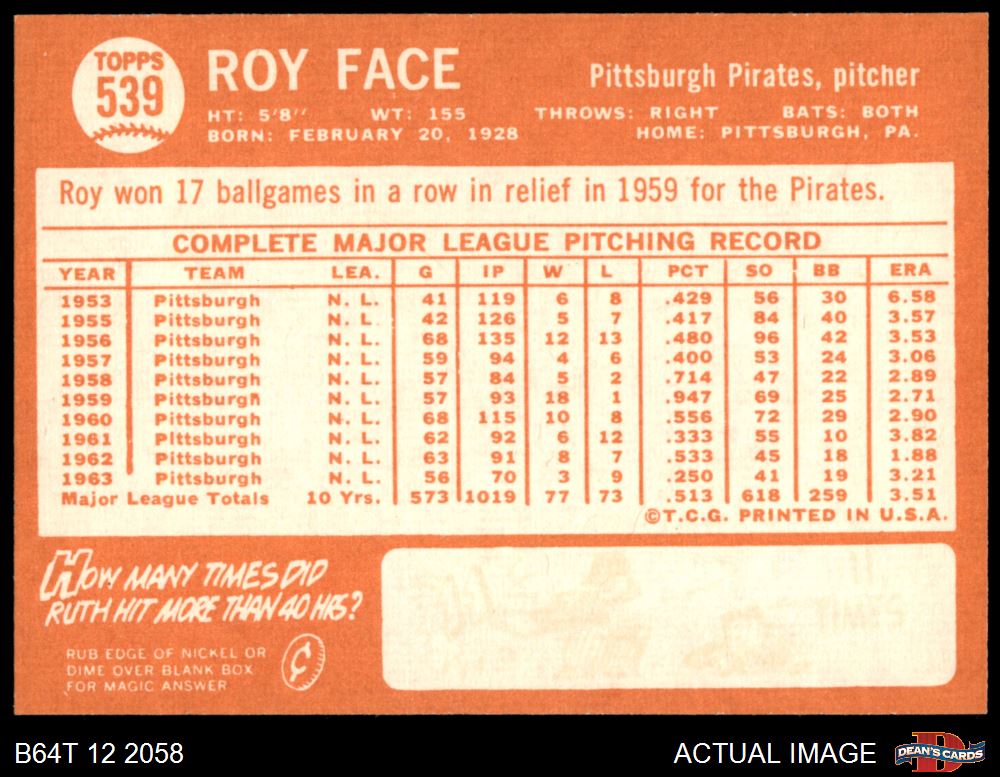 TOPPS
539
ROY FACE
Pittsburgh Pirates, pitcher
HT: 5'8" WT: 155 THROWS: RIGHT BATS: BOTH
BORN: FEBRUARY 20, 1928 HOME: PITTSBURGH, PA.
Roy won 17 ballgames in a row in relief in 1959 for the Pirates.
COMPLETE MAJOR LEAGUE PITCHING RECORD
YEAR TEAM LEA. G IP W L PCT SO BB ERA
1953 Pittsburgh N. L. 41 119 6 8 .429 56 30 6.58
1955 Pittsburgh N. L. 42 126 5 7 .417 84 40 3.57
1956 Pittsburgh N. L. 68 135 12 13 .480 96 42 3.53
1957 Pittsburgh N. L. 59 94 4 6 .400 53 24 3.06
1958 Pittsburgh N. L. 57 84 5 2 .714 47 22 2.89
1959 Pittsburgh N. L. 57 93 18 1 .947 69 25 2.71
1960 Pittsburgh N. L. 68 115 10 8 .556 72 29 2.90
1961 Pittsburgh N. L. 62 92 6 12 .333 55 10 3.82
1962 Pittsburgh N. L. 63 91 8 7 .533 45 18 1.88
1963 Pittsburgh N. L. 56 70 3 9 .250 41 19 3.21
Major League Totals 10 Yrs. 573 1019 77 73 .513 618 259 3.51
©T.C.G. PRINTED IN U.S.A.
HOW MANY TIMES DID
RUTH HIT MORE THAN 40 HRS?
RUB EDGE OF NICKEL OR
DIME OVER BLANK BOX
FOR MAGIC ANSWER
B64T 12 2058
ACTUAL IMAGE
DEAN'S CARDS